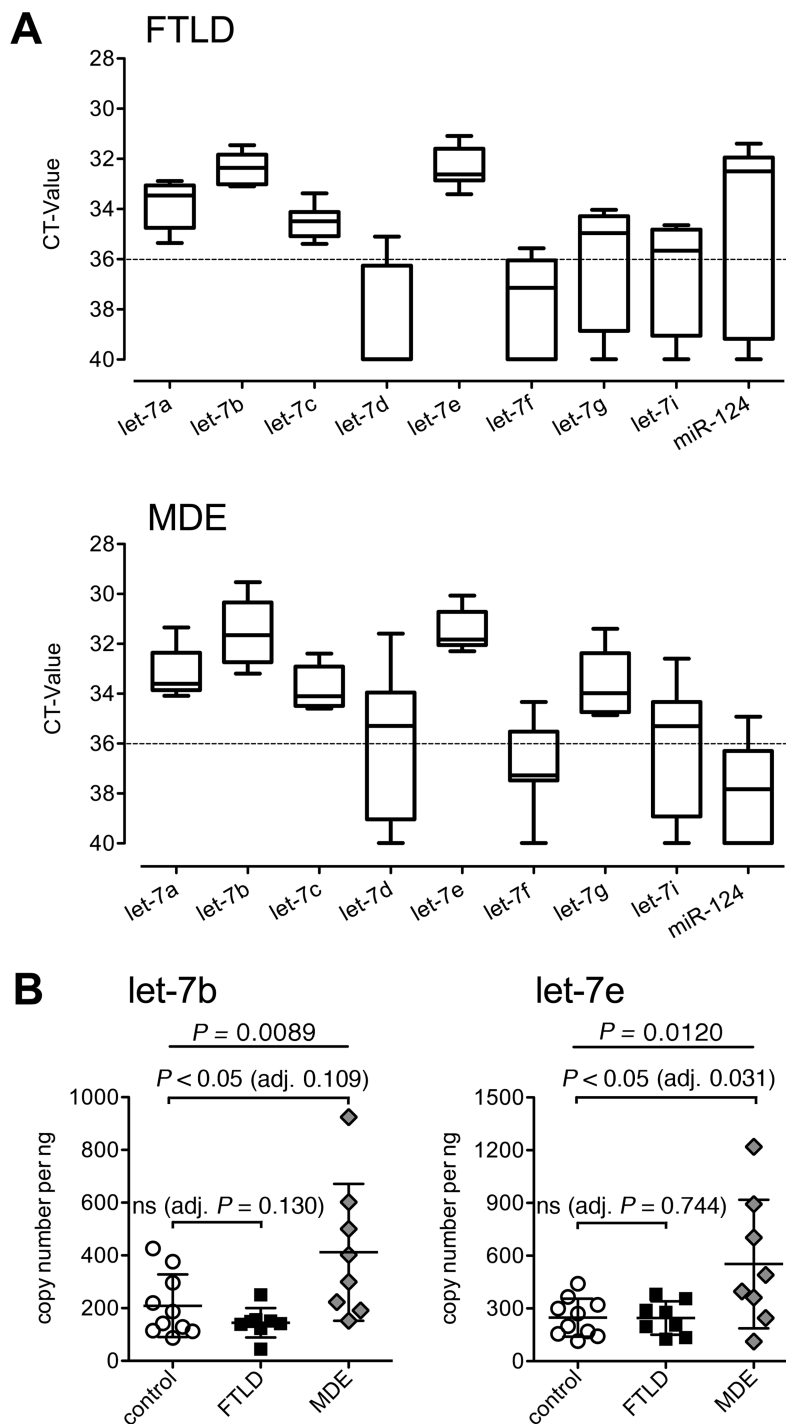 A
FTLD
CT-Value
28
30
32
34
36
38
40
let-7a
let-7b
let-7c
let-7d
let-7e
let-7f
let-7g
let-7i
miR-124
MDE
CT-Value
28
30
32
34
36
38
40
let-7a
let-7b
let-7c
let-7d
let-7e
let-7f
let-7g
let-7i
miR-124
B
let-7b
P = 0.0089
P < 0.05 (adj. 0.109)
ns (adj. P = 0.130)
copy number per ng
1000
800
600
400
200
0
control
FTLD
MDE
let-7e
P = 0.0120
P < 0.05 (adj. 0.031)
ns (adj. P = 0.744)
copy number per ng
1500
1200
900
600
300
0
control
FTLD
MDE